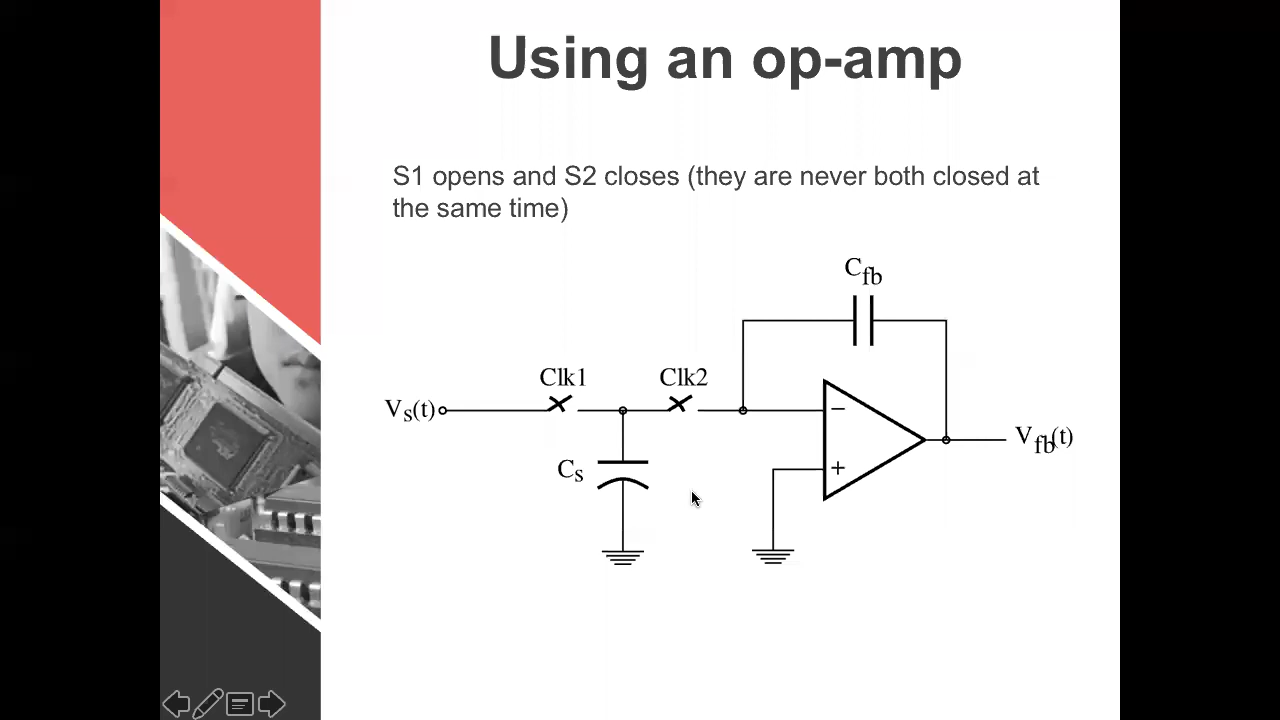 Using an op-amp
S1 opens and S2 closes (they are never both closed at
the same time)
Cfb
Clk1
Clk2
Vs(t)
−
Cs
+
Vfb(t)